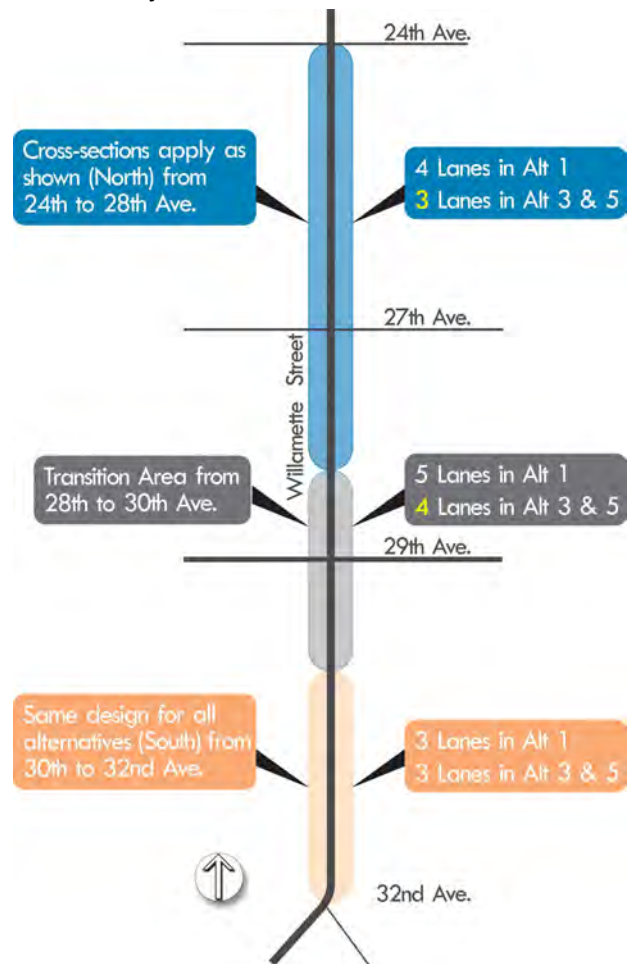 24th Ave.
Cross-sections apply as
shown (North) from
24th to 28th Ave.
4 Lanes in Alt 1
3 Lanes in Alt 3 & 5
27th Ave.
Willamette Street
Transition Area from
28th to 30th Ave.
5 Lanes in Alt 1
4 Lanes in Alt 3 & 5
29th Ave.
Same design for all
alternatives (South) from
30th to 32nd Ave.
3 Lanes in Alt 1
3 Lanes in Alt 3 & 5
32nd Ave.